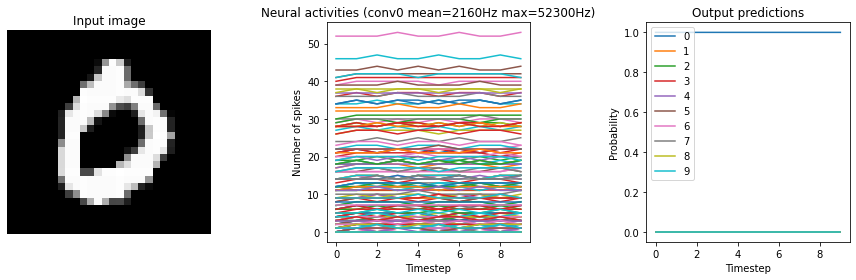 Input image
Neural activities (conv0 mean=2160Hz max=52300Hz)
Number of spikes
50
40
30
20
10
0
0 2 4 6 8
Timestep
Output predictions
Probability
1.0
0.8
0.6
0.4
0.2
0.0
0
1
2
3
4
5
6
7
8
9
0 2 4 6 8
Timestep
0